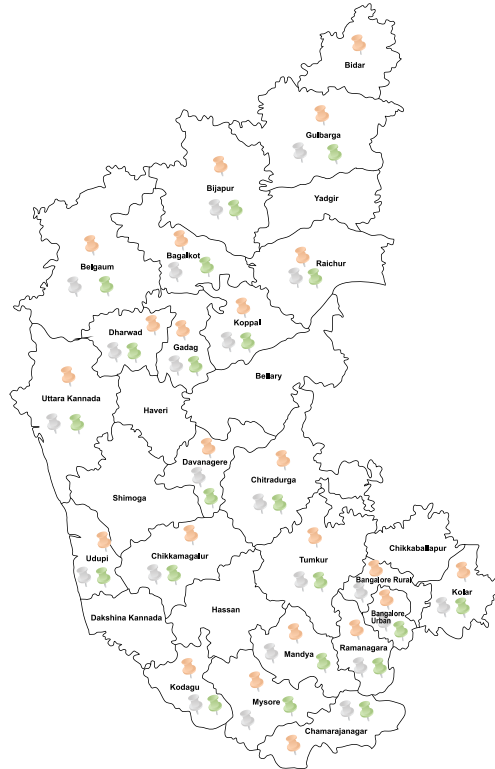 Bidar
Gulbarga
Bijapur
Yadgir
Bagalkot
Raichur
Belgaum
Koppal
Dharwad
Gadag
Bellary
Uttara Kannada
Haveri
Davanagere
Chitradurga
Shimoga
Chikkaballapur
Udupi
Chikkamagalur
Tumkur
Bangalore Rural
Kolar
Bangalore
Urban
Hassan
Dakshina Kannada
Ramanagara
Mandya
Kodagu
Mysore
Chamarajanagar